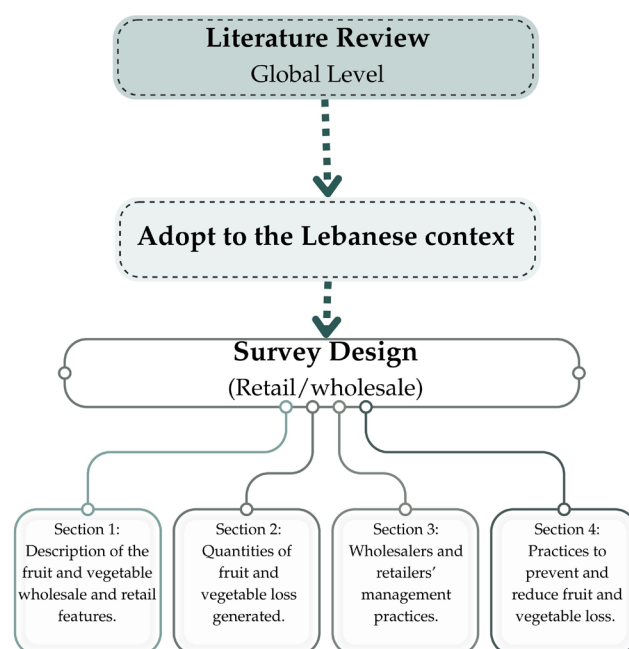 Literature Review
Global Level
Adopt to the Lebanese context
Survey Design
(Retail/wholesale)
Section 1:
Description of the
fruit and vegetable
wholesale and retail
features.
Section 2:
Quantities of
fruit and
vegetable loss
generated.
Section 3:
Wholesalers and
retailers’
management
practices.
Section 4:
Practices to
prevent and
reduce fruit and
vegetable loss.